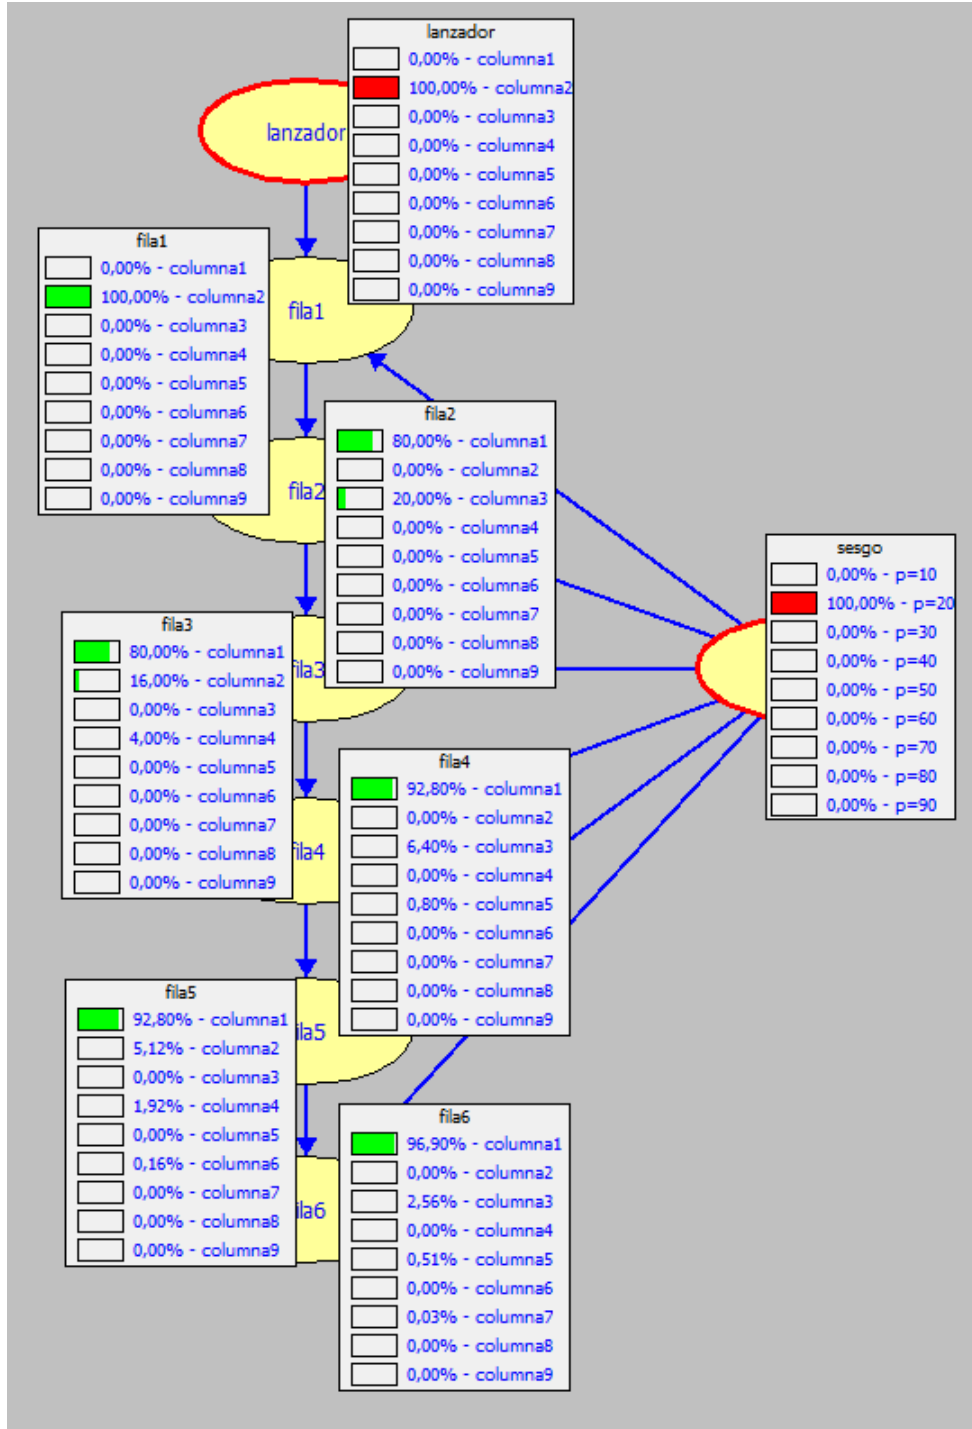 lanzador
0,00% - columna1
100,00% - columna2
0,00% - columna3
0,00% - columna4
0,00% - columna5
0,00% - columna6
0,00% - columna7
0,00% - columna8
0,00% - columna9
lanzador
fila1
0,00% - columna1
100,00% - columna2
0,00% - columna3
0,00% - columna4
0,00% - columna5
0,00% - columna6
0,00% - columna7
0,00% - columna8
0,00% - columna9
fila1
fila2
80,00% - columna1
0,00% - columna2
20,00% - columna3
0,00% - columna4
0,00% - columna5
0,00% - columna6
0,00% - columna7
0,00% - columna8
0,00% - columna9
fila2
sesgo
0,00% - p=10
100,00% - p=20
0,00% - p=30
0,00% - p=40
0,00% - p=50
0,00% - p=60
0,00% - p=70
0,00% - p=80
0,00% - p=90
fila3
80,00% - columna1
16,00% - columna2
0,00% - columna3
4,00% - columna4
0,00% - columna5
0,00% - columna6
0,00% - columna7
0,00% - columna8
0,00% - columna9
fila3
fila4
92,80% - columna1
0,00% - columna2
6,40% - columna3
0,00% - columna4
0,80% - columna5
0,00% - columna6
0,00% - columna7
0,00% - columna8
0,00% - columna9
ila4
fila5
92,80% - columna1
5,12% - columna2
0,00% - columna3
1,92% - columna4
0,00% - columna5
0,16% - columna6
0,00% - columna7
0,00% - columna8
0,00% - columna9
ila5
fila6
96,90% - columna1
0,00% - columna2
2,56% - columna3
0,00% - columna4
0,51% - columna5
0,00% - columna6
0,03% - columna7
0,00% - columna8
0,00% - columna9
ila6